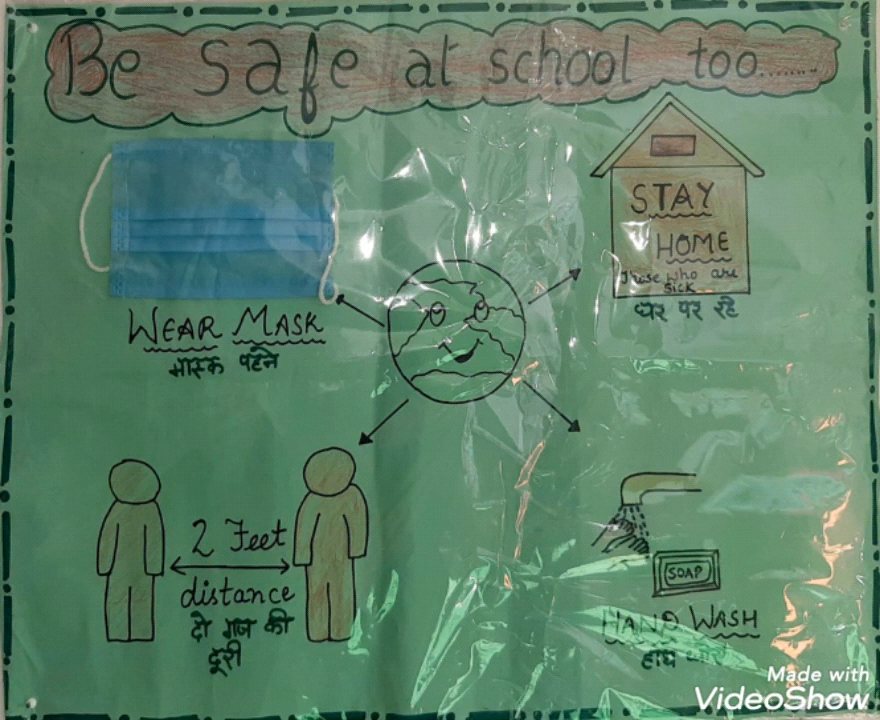 Be safe at school too........
WEAR MASK
मास्क पहने
STAY
HOME
Those who are
sick
घर पर रहें
2 Feet
distance
दो गज की
दूरी
SOAP
HAND WASH
हाथ धोएं
Made with
VideoShow